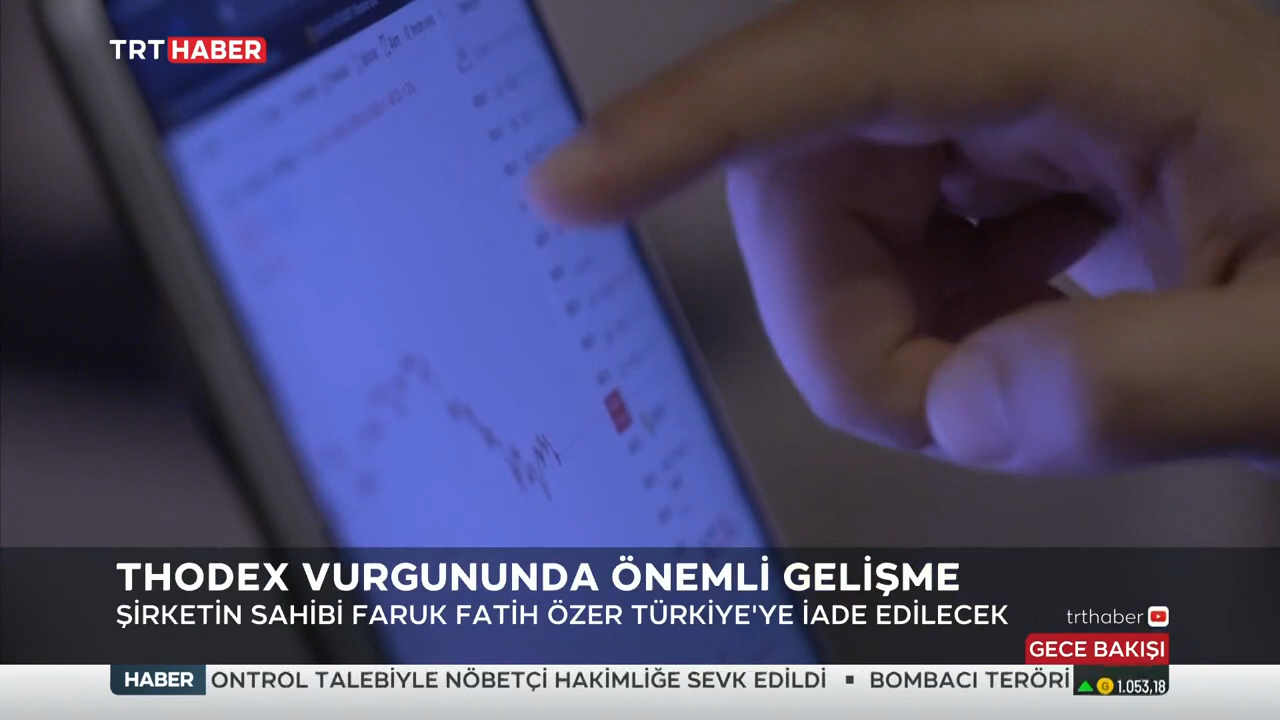 TRT HABER
THODEX VURGUNUNDA ÖNEMLİ GELİŞME
ŞİRKETİN SAHİBİ FARUK FATİH ÖZER TÜRKİYE'YE İADE EDİLECEK
trthaber
GECE BAKIŞI
HABER ONTROL TALEBİYLE NÖBETÇİ HAKİMLİĞE SEVK EDİLDİ ▪ BOMBACI TERÖRİ G 1.053,18